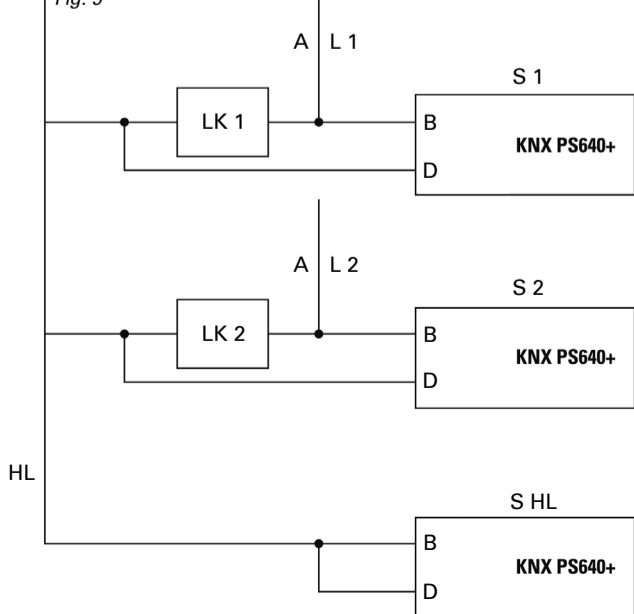 Fig. 9
A L 1
S 1
LK 1
B
KNX PS640+
D
A L 2
S 2
LK 2
B
KNX PS640+
D
HL
S HL
B
KNX PS640+
D